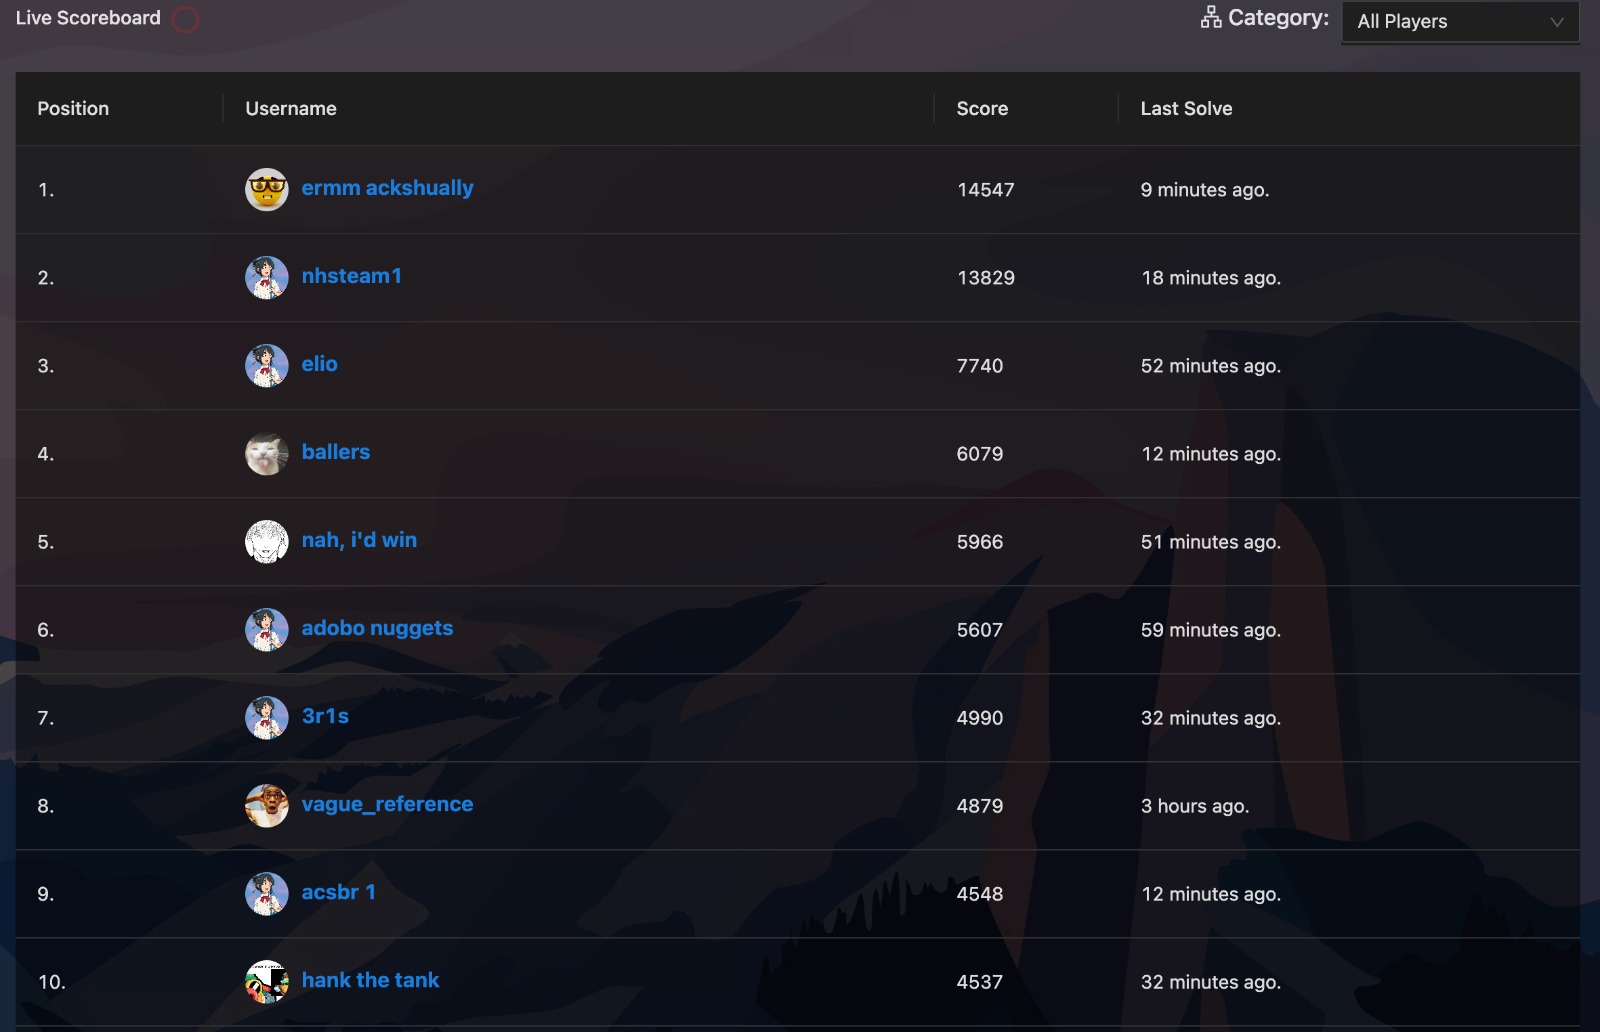 Live Scoreboard
Category: All Players
Position Username Score Last Solve
1. ermm ackshually 14547 9 minutes ago.
2. nhsteam1 13829 18 minutes ago.
3. elio 7740 52 minutes ago.
4. ballers 6079 12 minutes ago.
5. nah, i'd win 5966 51 minutes ago.
6. adobo nuggets 5607 59 minutes ago.
7. 3r1s 4990 32 minutes ago.
8. vague_reference 4879 3 hours ago.
9. acsbr 1 4548 12 minutes ago.
10. hank the tank 4537 32 minutes ago.